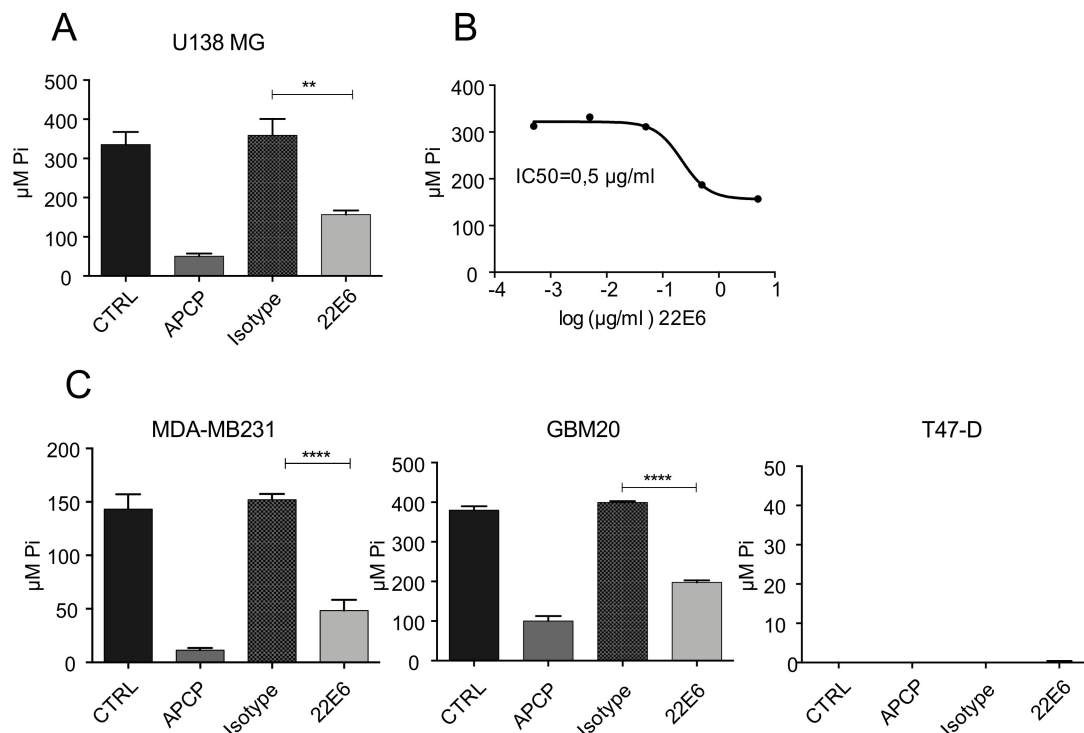 A
U138 MG
500
400
300
200
100
0
µM Pi
**
CTRL
APCP
Isotype
22E6
B
400
300
200
100
0
µM Pi
IC50=0,5 µg/ml
-4 -3 -2 -1 0 1
log (µg/ml ) 22E6
C
MDA-MB231
200
150
100
50
0
µM Pi
****
CTRL
APCP
Isotype
22E6
GBM20
500
400
300
200
100
0
µM Pi
****
CTRL
APCP
Isotype
22E6
T47-D
50
40
30
20
10
0
µM Pi
CTRL
APCP
Isotype
22E6